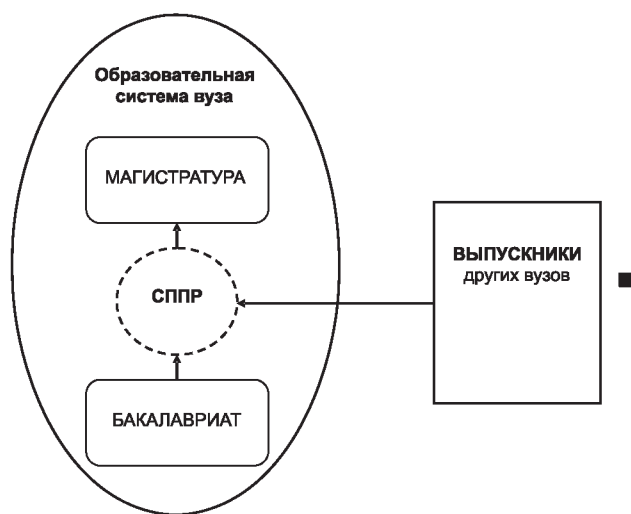 Образовательная
система вуза
МАГИСТРАТУРА
СППР
БАКАЛАВРИАТ
ВЫПУСКНИКИ
других вузов